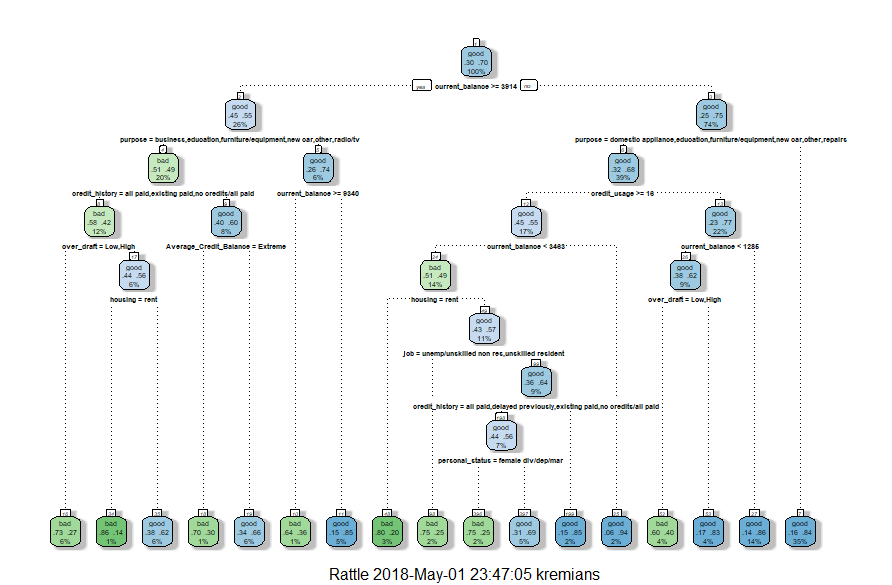 1
good
.30 .70
100%
yes current_balance >= 3914 no
2
good
.45 .55
26%
3
good
.25 .75
74%
purpose = business,education,furniture/equipment,new car,other,radio/tv
purpose = domestic appliance,education,furniture/equipment,new car,other,repairs
4
bad
.51 .49
20%
5
good
.26 .74
6%
6
good
.32 .68
39%
credit_history = all paid,existing paid,no credits/all paid
current_balance >= 9340
credit_usage >= 16
8
bad
.58 .42
12%
9
good
.40 .60
8%
12
good
.45 .55
17%
13
good
.23 .77
22%
over_draft = Low,High
Average_Credit_Balance = Extreme
current_balance < 3463
current_balance < 1285
17
good
.44 .56
6%
24
bad
.51 .49
14%
26
good
.38 .62
9%
housing = rent
housing = rent
over_draft = Low,High
49
good
.43 .57
11%
job = unemp/unskilled non res,unskilled resident
99
good
.36 .64
9%
credit_history = all paid,delayed previously,existing paid,no credits/all paid
198
good
.44 .56
7%
personal_status = female div/dep/mar
16
bad
.73 .27
6%
34
bad
.86 .14
1%
35
good
.38 .62
6%
18
bad
.70 .30
1%
19
good
.34 .66
6%
10
bad
.64 .36
1%
11
good
.15 .85
5%
48
bad
.80 .20
3%
98
bad
.75 .25
2%
396
bad
.75 .25
2%
397
good
.31 .69
5%
199
good
.15 .85
2%
25
good
.06 .94
2%
52
bad
.60 .40
4%
53
good
.17 .83
4%
27
good
.14 .86
14%
7
good
.16 .84
35%
Rattle 2018-May-01 23:47:05 kremians